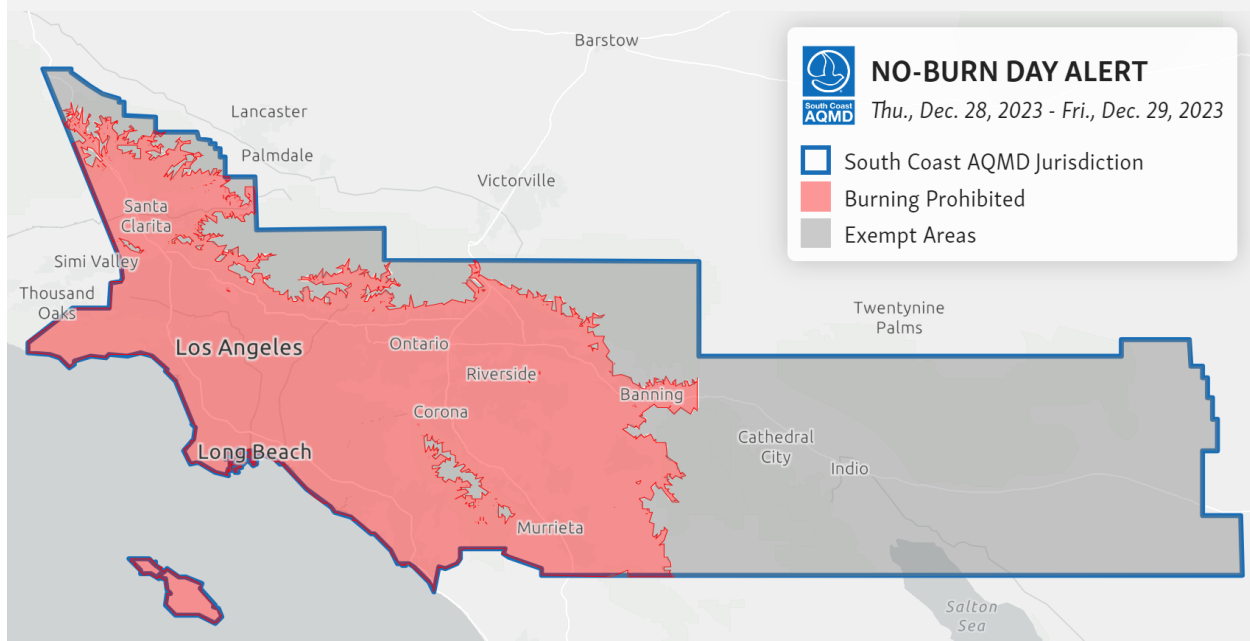 Barstow
South Coast
AQMD
NO-BURN DAY ALERT
Thu., Dec. 28, 2023 - Fri., Dec. 29, 2023
South Coast AQMD Jurisdiction
Burning Prohibited
Exempt Areas
Lancaster
Palmdale
Victorville
Santa
Clarita
Simi Valley
Thousand
Oaks
Twentynine
Palms
Los Angeles
Ontario
Riverside
Banning
Corona
Cathedral
City
Long Beach
Indio
Murrieta
Salton
Sea